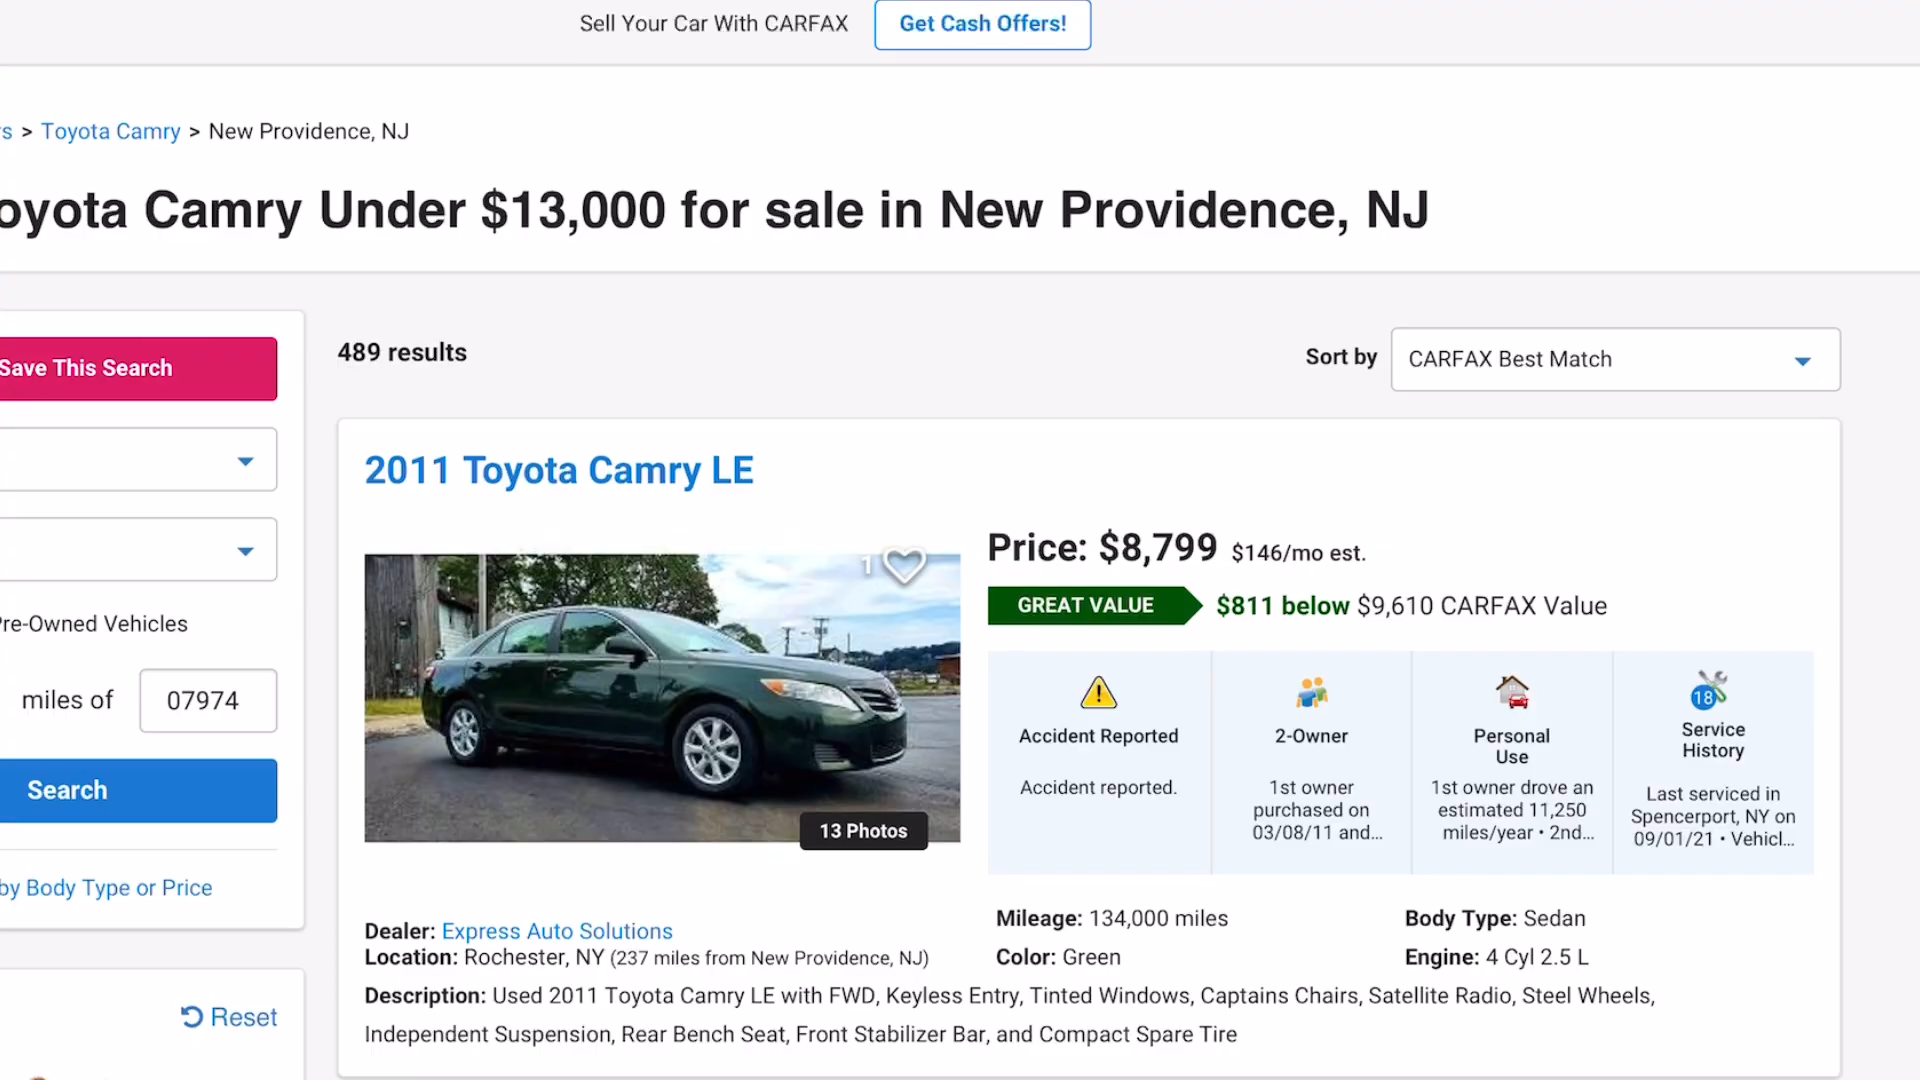 Sell Your Car With CARFAX Get Cash Offers!
s > Toyota Camry > New Providence, NJ
oyota Camry Under $13,000 for sale in New Providence, NJ
Save This Search
Pre-Owned Vehicles
miles of 07974
Search
by Body Type or Price
Reset
489 results
Sort by CARFAX Best Match
2011 Toyota Camry LE
1
13 Photos
Price: $8,799 $146/mo est.
GREAT VALUE $811 below $9,610 CARFAX Value
Accident Reported
Accident reported.
2-Owner
1st owner
purchased on
03/08/11 and...
Personal
Use
1st owner drove an
estimated 11,250
miles/year • 2nd...
18
Service
History
Last serviced in
Spencerport, NY on
09/01/21 • Vehicl...
Dealer: Express Auto Solutions
Location: Rochester, NY (237 miles from New Providence, NJ)
Mileage: 134,000 miles
Body Type: Sedan
Color: Green
Engine: 4 Cyl 2.5 L
Description: Used 2011 Toyota Camry LE with FWD, Keyless Entry, Tinted Windows, Captains Chairs, Satellite Radio, Steel Wheels,
Independent Suspension, Rear Bench Seat, Front Stabilizer Bar, and Compact Spare Tire